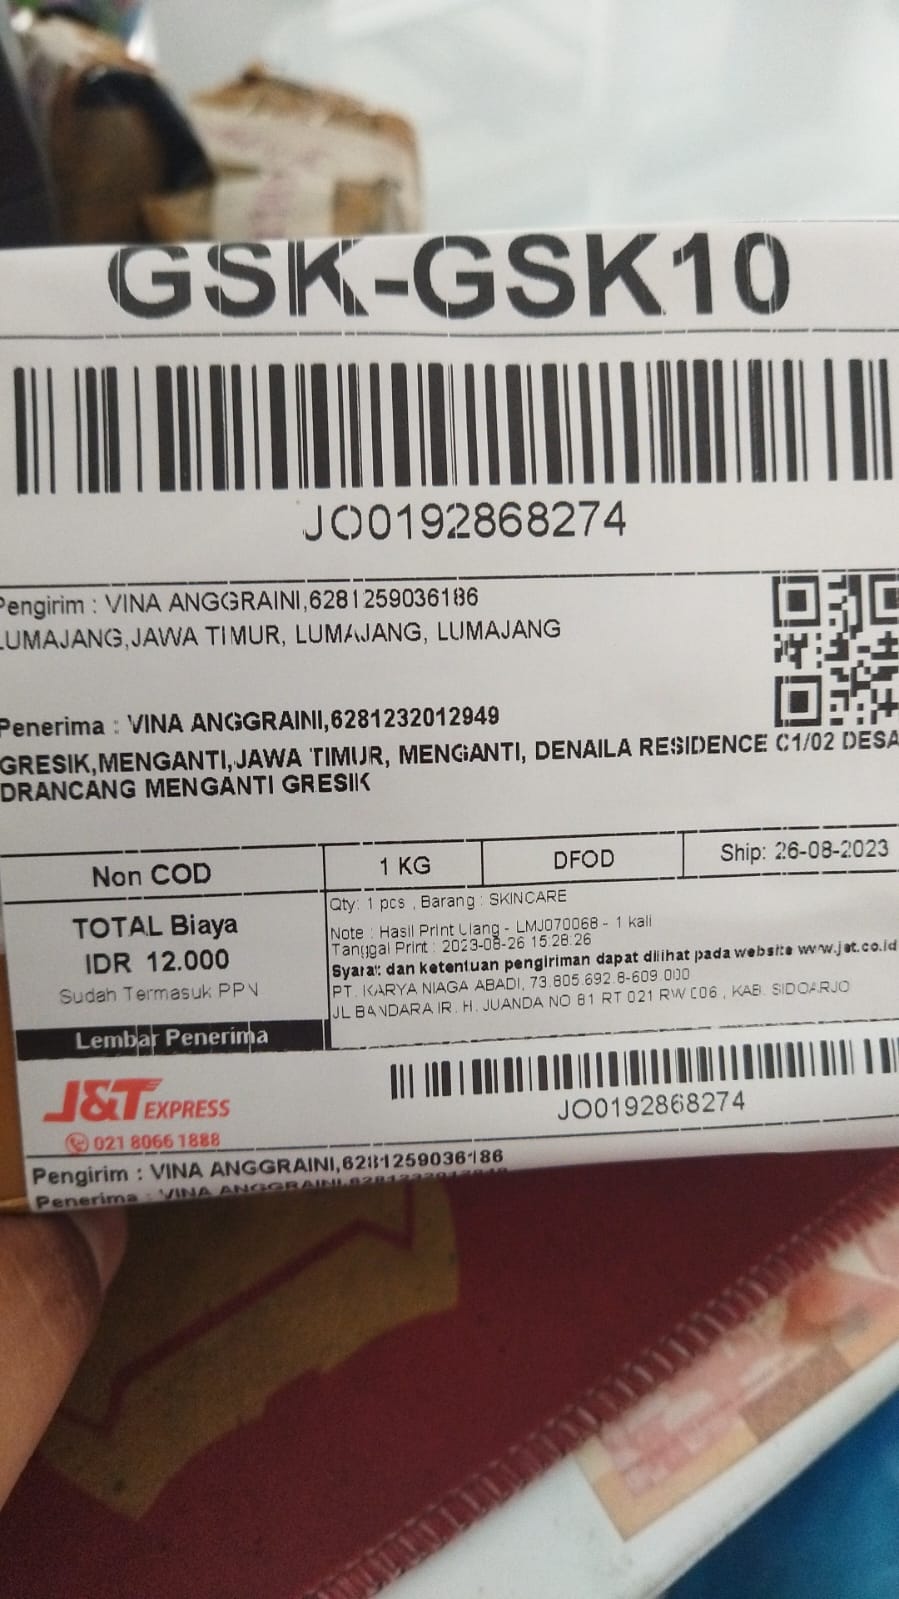 GSK-GSK10
JO0192868274
Pengirim : VINA ANGGRAINI,6281259036186
LUMAJANG,JAWA TIMUR, LUMAJANG, LUMAJANG
Penerima : VINA ANGGRAINI,6281232012949
GRESIK,MENGANTI,JAWA TIMUR, MENGANTI, DENAILA RESIDENCE C1/02 DESA
DRANCANG MENGANTI GRESIK
Non COD
1 KG
DFOD
Ship: 26-08-2023
TOTAL Biaya
IDR 12.000
Sudah Termasuk PPN
Lembar Penerima
Qty: 1 pcs , Barang : SKINCARE
Note : Hasil Print Ulang - LMJ070068 - 1 kali
Tanggal Print : 2023-08-26 15:28:26
Syarat dan ketentuan pengiriman dapat dilihat pada website www.jet.co.id
PT. KARYA NIAGA ABADI, 73.805.692.8-609.000
JL BANDARA IR. H. JUANDA NO 81 RT 021 RW 006 , KAB. SIDOARJO
J&T EXPRESS
021 8066 1888
JO0192868274
Pengirim : VINA ANGGRAINI,6281259036186
Penerima : VINA ANGGRAINI,6281232012949